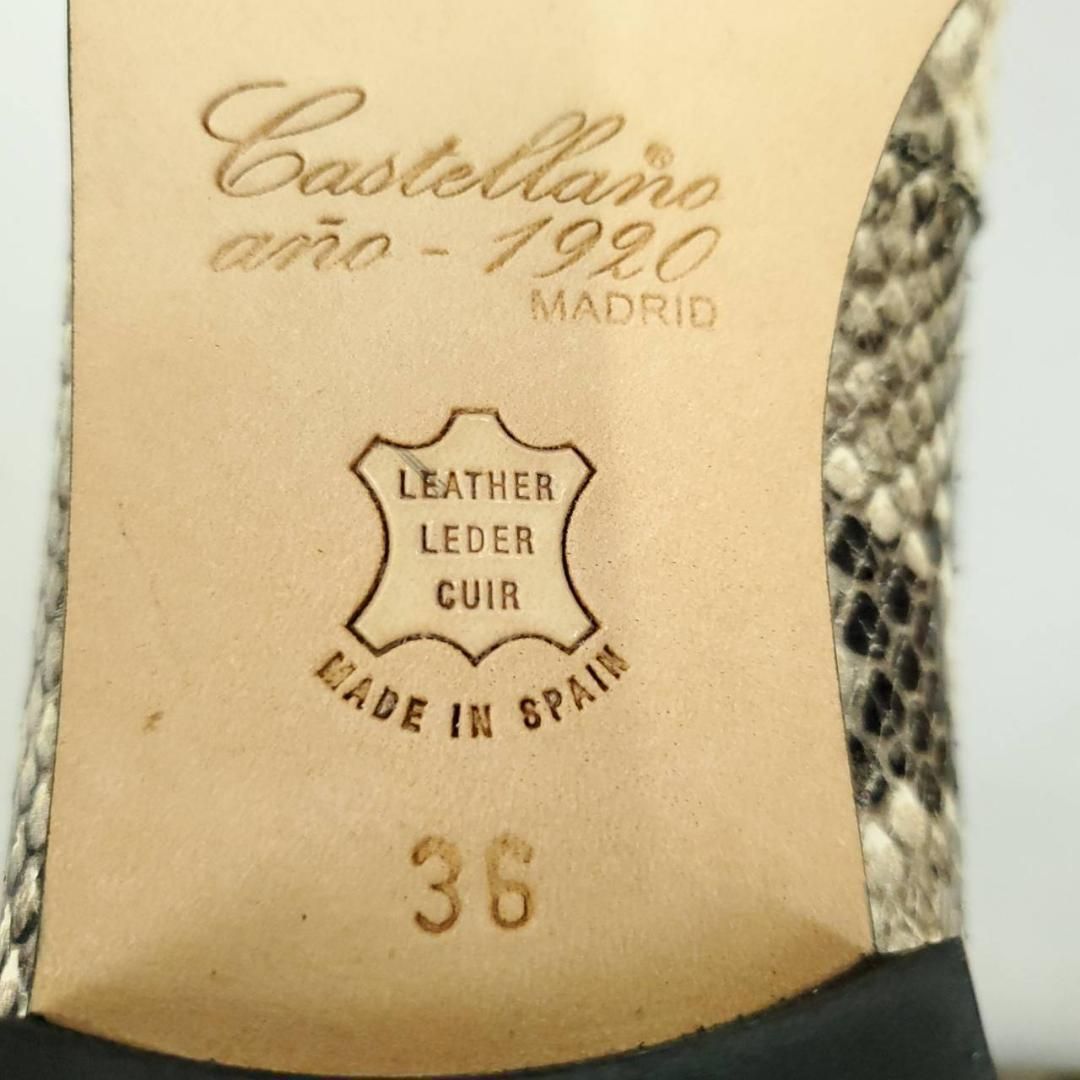 Castellano®
año - 1920
MADRID
LEATHER
LEDER
CUIR
MADE IN SPAIN
36